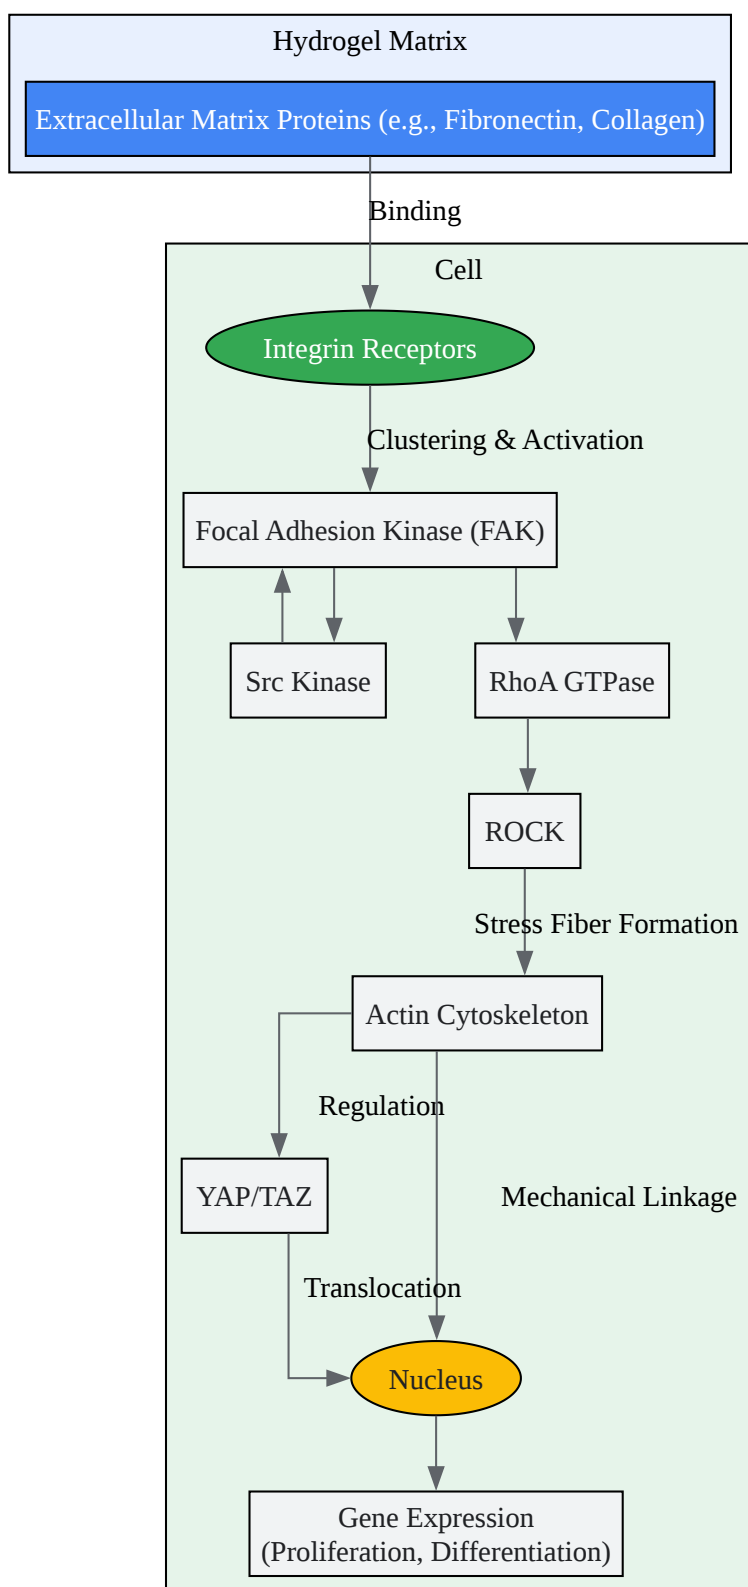 Hydrogel Matrix
Extracellular Matrix Proteins (e.g., Fibronectin, Collagen)
Binding
Cell
Integrin Receptors
Clustering & Activation
Focal Adhesion Kinase (FAK)
Src Kinase
RhoA GTPase
ROCK
Stress Fiber Formation
Actin Cytoskeleton
Regulation
YAP/TAZ
Mechanical Linkage
Translocation
Nucleus
Gene Expression
(Proliferation, Differentiation)